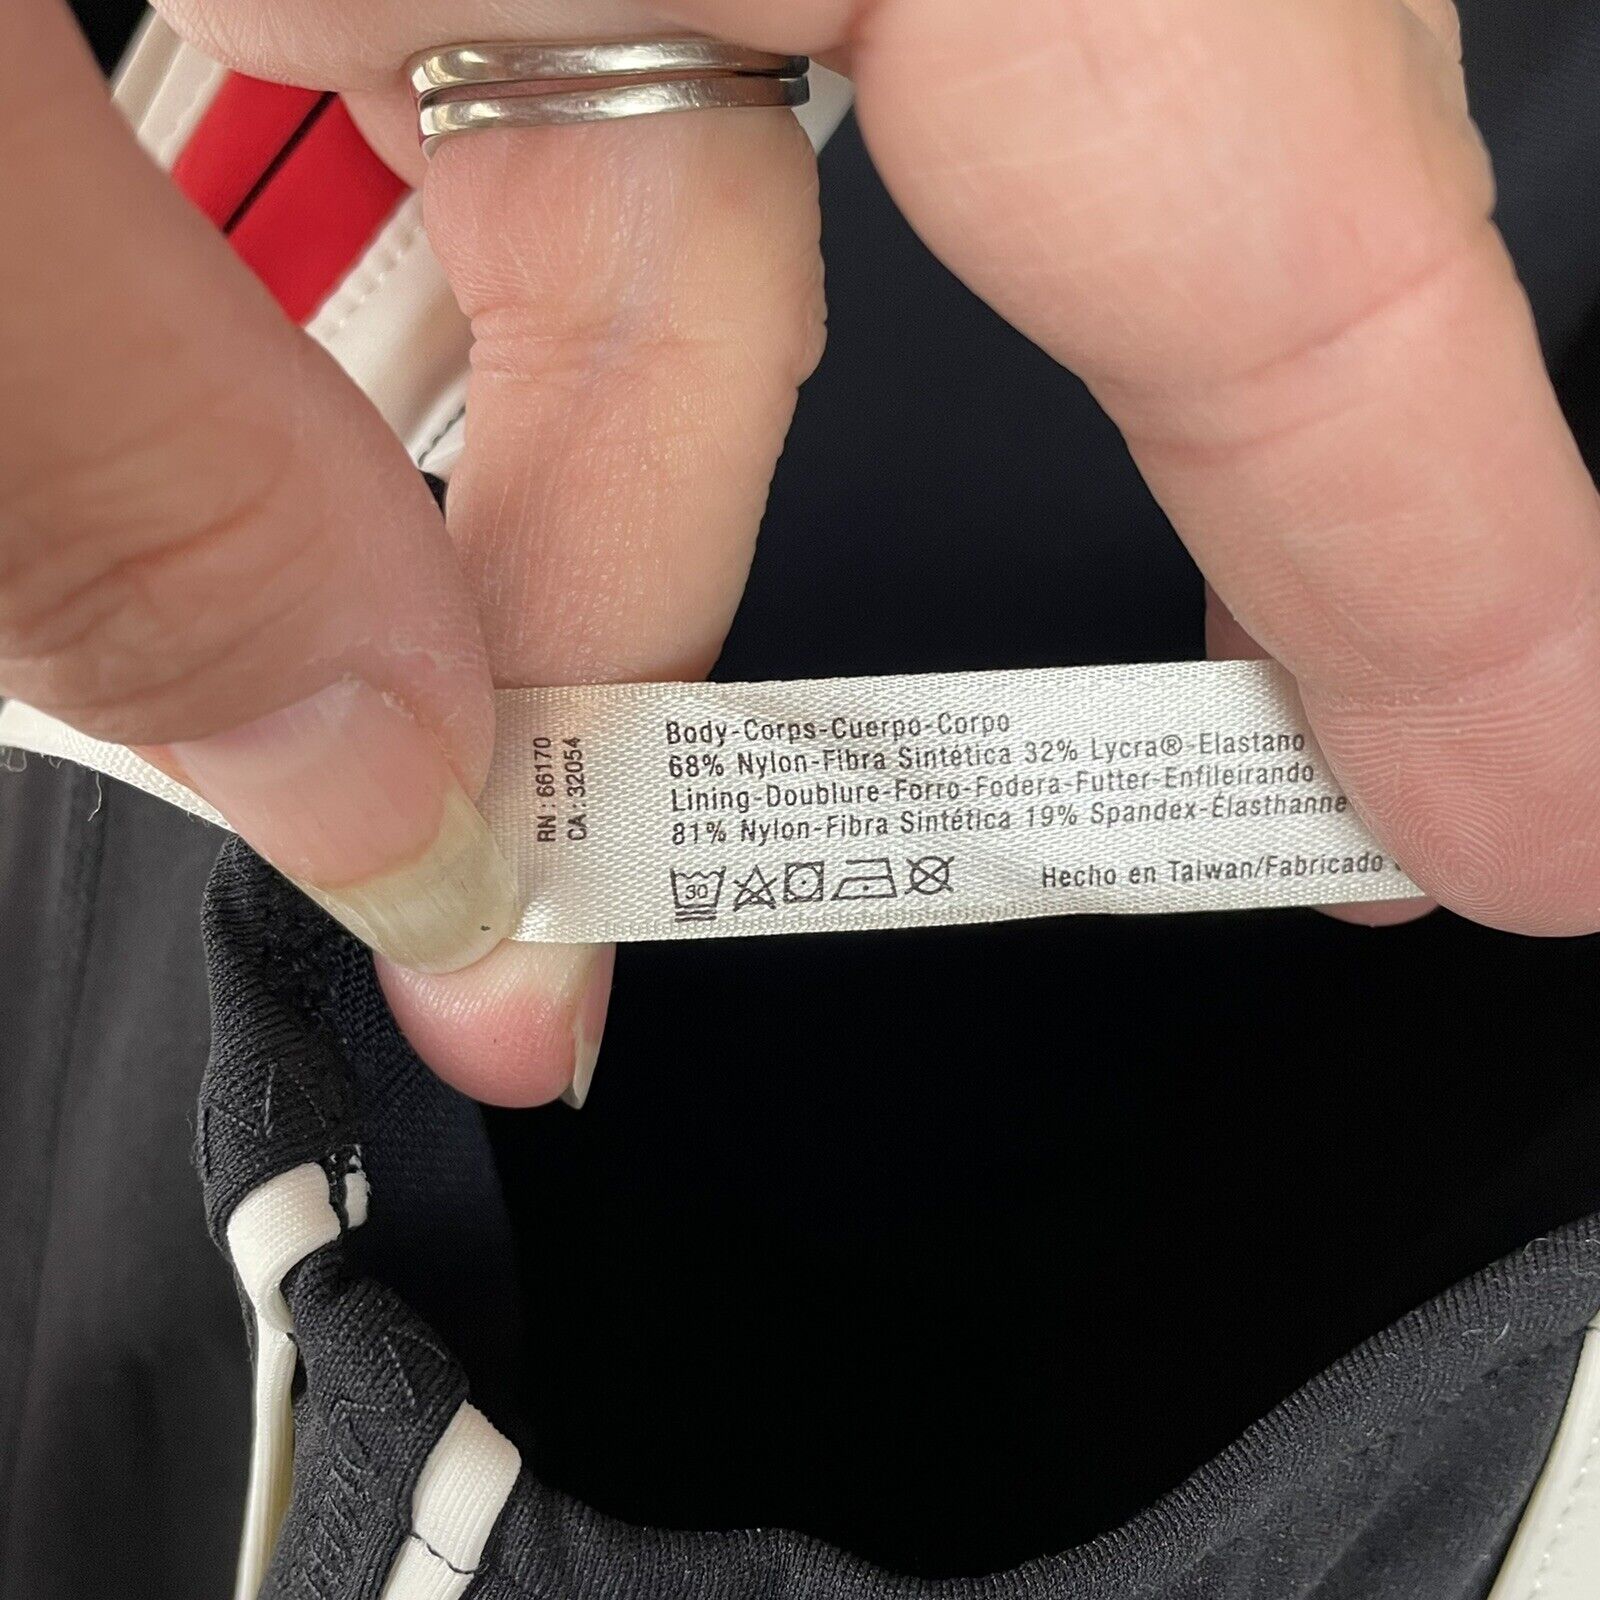 RN : 66170
CA : 32054
Body-Corps-Cuerpo-Corpo
68% Nylon-Fibra Sintética 32% Lycra®-Elastano
Lining-Doublure-Forro-Fodera-Futter-Enfileirando
81% Nylon-Fibra Sintética 19% Spandex-Élasthanne
30
Hecho en Taiwan/Fabricado